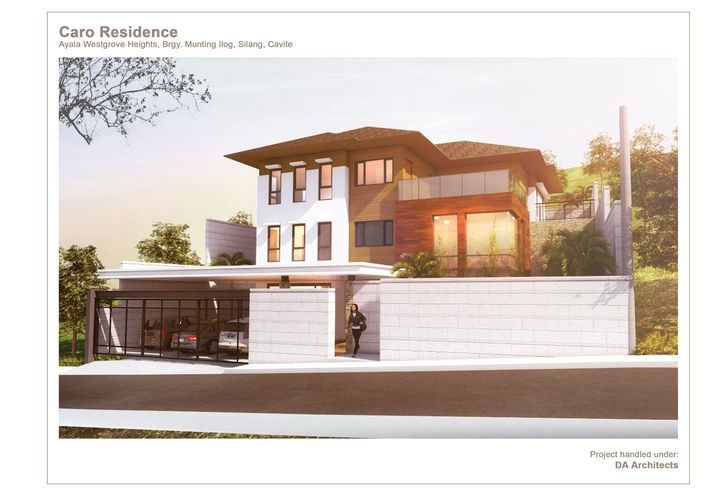 Caro Residence
Ayala Westgrove Heights, Brgy. Munting Ilog, Silang, Cavite
Project handled under:
DA Architects